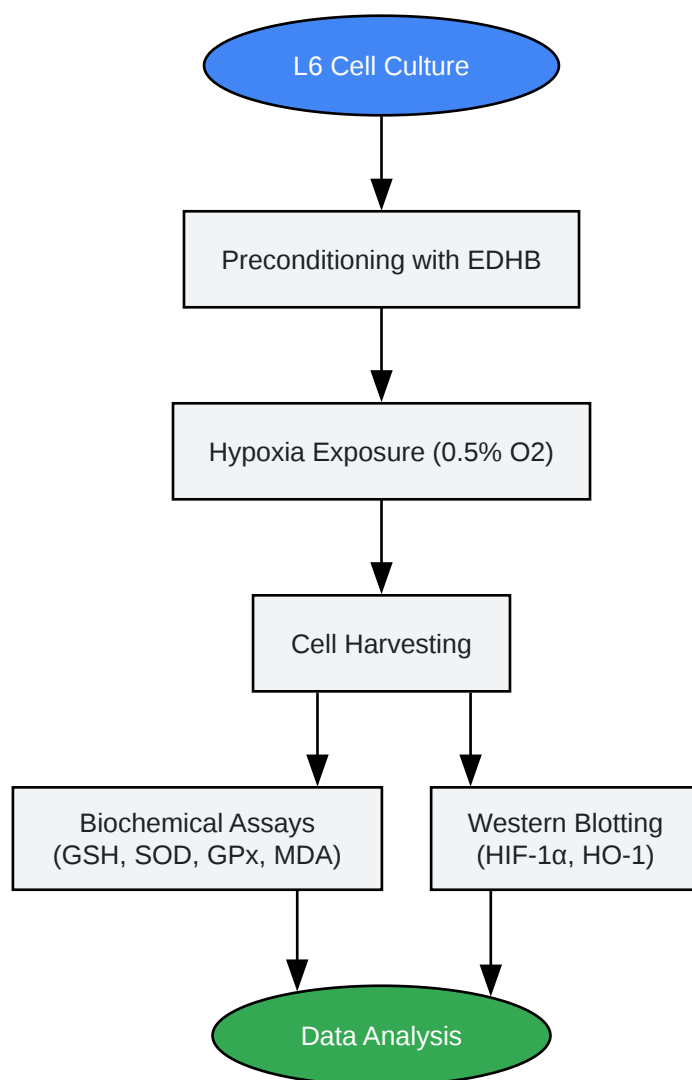 L6 Cell Culture
Preconditioning with EDHB
Hypoxia Exposure (0.5% O2)
Cell Harvesting
Biochemical Assays
(GSH, SOD, GPx, MDA)
Western Blotting
(HIF-1α, HO-1)
Data Analysis